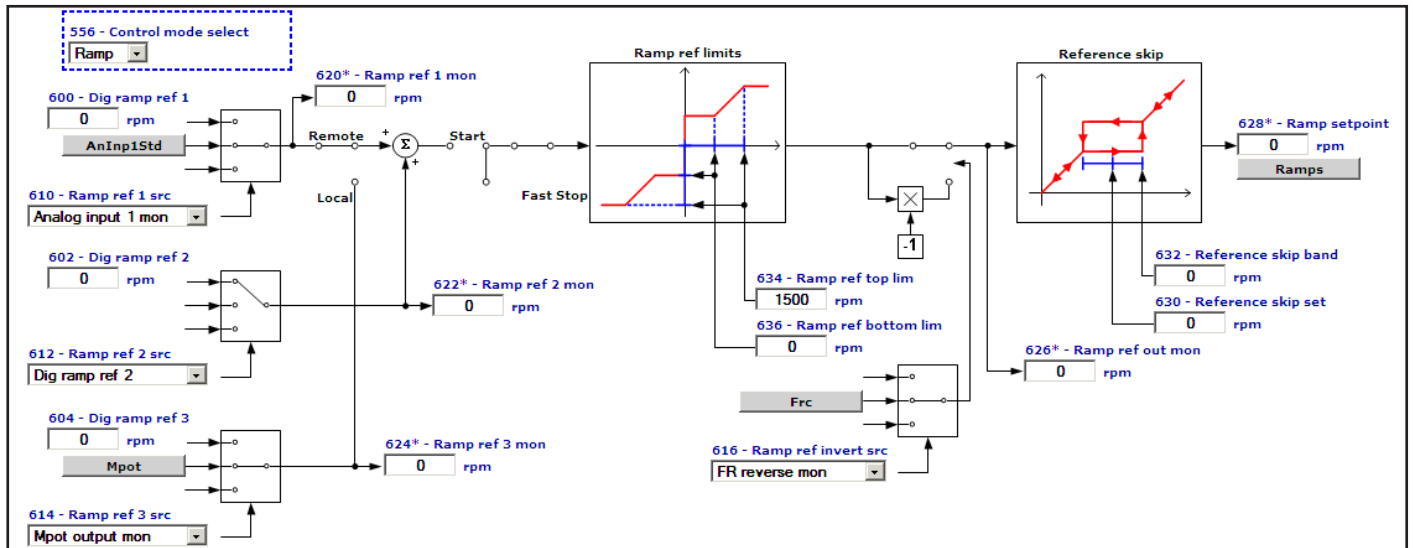 556 - Control mode select
Ramp
Ramp ref limits
Reference skip
620* - Ramp ref 1 mon
0 rpm
600 - Dig ramp ref 1
0 rpm
AnInp1Std
Remote
+
Σ
+
Start
628* - Ramp setpoint
0 rpm
Ramps
610 - Ramp ref 1 src
Analog input 1 mon
Local
Fast Stop
×
-1
602 - Dig ramp ref 2
0 rpm
622* - Ramp ref 2 mon
0 rpm
634 - Ramp ref top lim
1500 rpm
632 - Reference skip band
0 rpm
630 - Reference skip set
0 rpm
636 - Ramp ref bottom lim
0 rpm
612 - Ramp ref 2 src
Dig ramp ref 2
626* - Ramp ref out mon
0 rpm
604 - Dig ramp ref 3
0 rpm
Mpot
624* - Ramp ref 3 mon
0 rpm
Frc
616 - Ramp ref invert src
FR reverse mon
614 - Ramp ref 3 src
Mpot output mon